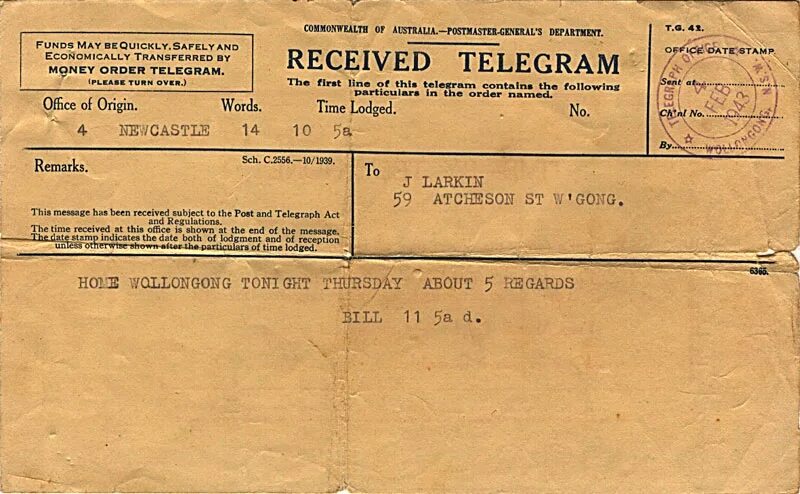 COMMONWEALTH OF AUSTRALIA.—POSTMASTER-GENERAL'S DEPARTMENT.
T.G. 42.
FUNDS MAY BE QUICKLY, SAFELY AND
ECONOMICALLY TRANSFERRED BY
MONEY ORDER TELEGRAM.
(PLEASE TURN OVER.)
RECEIVED TELEGRAM
The first line of this telegram contains the following
particulars in the order named.
OFFICE DATE STAMP
Office of Origin. Words. Time Lodged. No.
4 NEWCASTLE 14 10 5a
Sent at
Ch'nl No.
By
TELEGRAPH OFFICE N.S.W.
4
FEB
1943
WOLLONGONG
Remarks.
Sch. C.2556.—10/1939.
This message has been received subject to the Post and Telegraph Act
and Regulations.
The time received at this office is shown at the end of the message.
The date stamp indicates the date both of lodgment and of reception
unless otherwise shown after the particulars of time lodged.
To
J LARKIN
59 ATCHESON ST W'GONG.
6365.
HOME WOLLONGONG TONIGHT THURSDAY ABOUT 5 REGARDS
BILL 11 5a d.